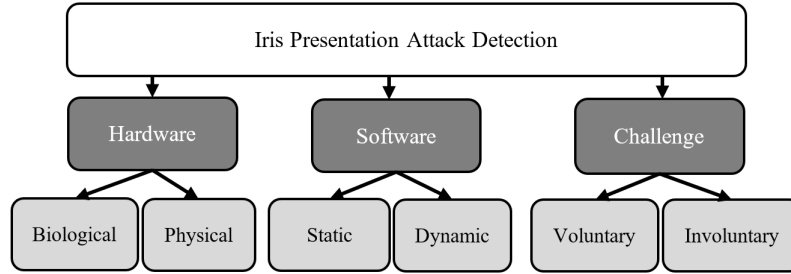 Iris Presentation Attack Detection
Hardware
Software
Challenge
Biological
Physical
Static
Dynamic
Voluntary
Involuntary